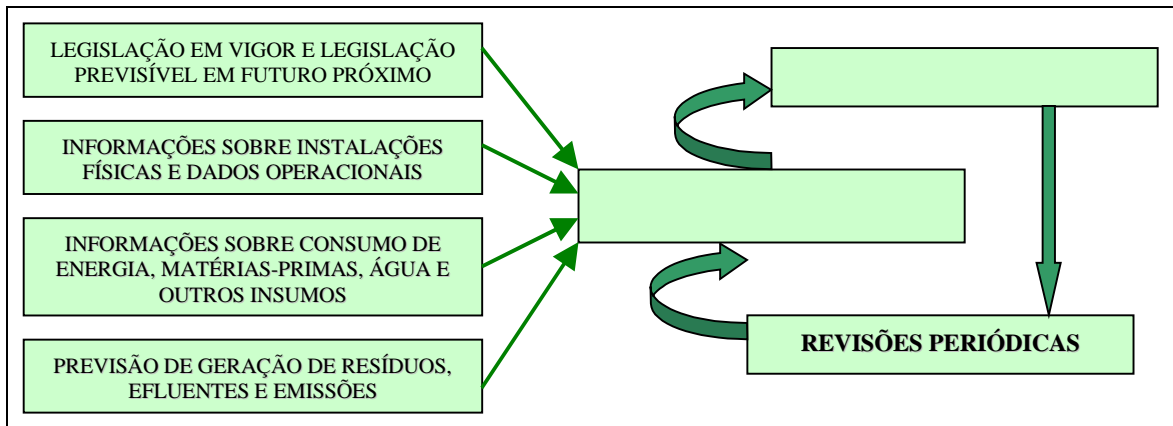 LEGISLAÇÃO EM VIGOR E LEGISLAÇÃO
PREVISÍVEL EM FUTURO PRÓXIMO
INFORMAÇÕES SOBRE INSTALAÇÕES
FÍSICAS E DADOS OPERACIONAIS
INFORMAÇÕES SOBRE CONSUMO DE
ENERGIA, MATÉRIAS-PRIMAS, ÁGUA E
OUTROS INSUMOS
PREVISÃO DE GERAÇÃO DE RESÍDUOS,
EFLUENTES E EMISSÕES
REVISÕES PERIÓDICAS